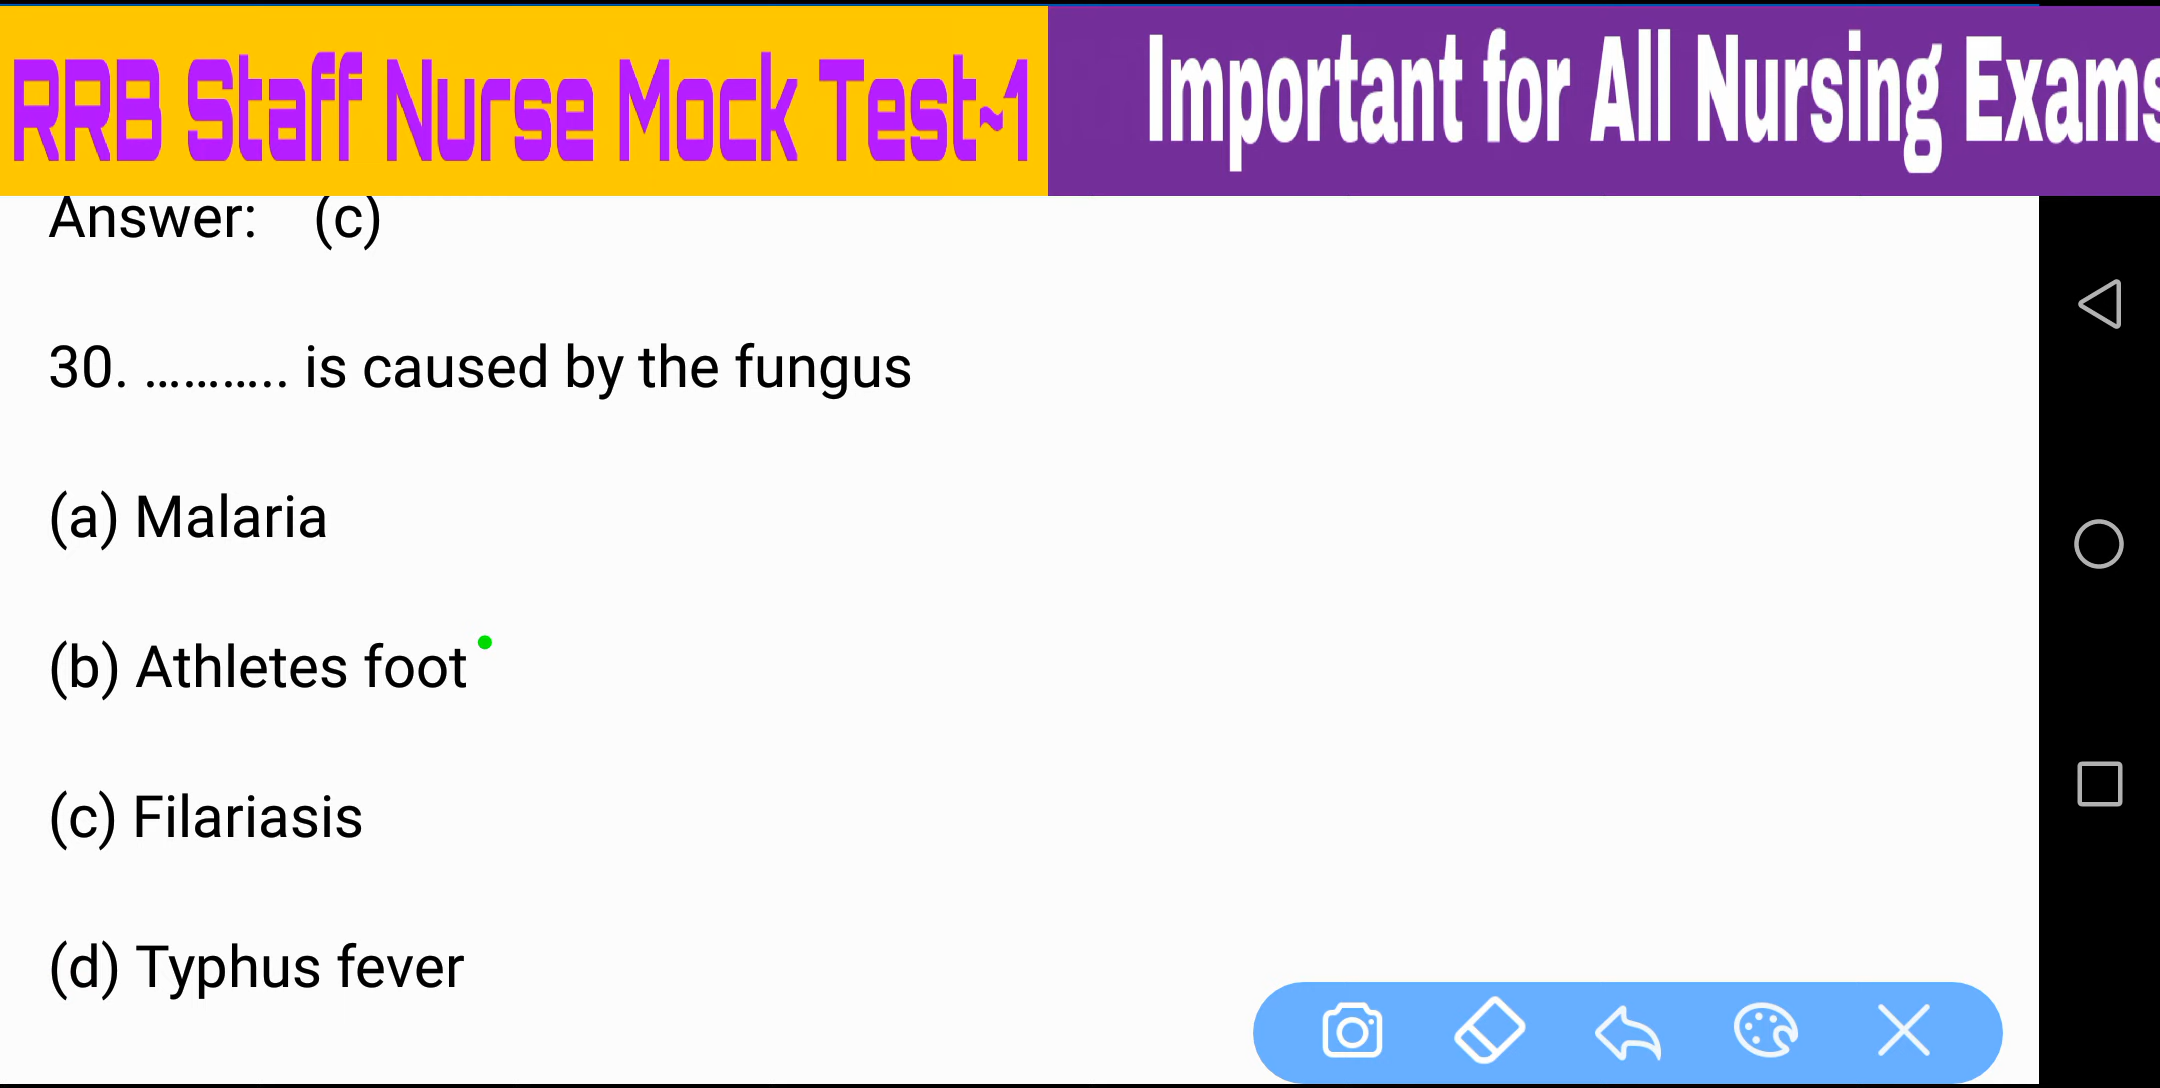 RRB Staff Nurse Mock Test~1
Important for All Nursing Exams
Answer: (c)
30. ........... is caused by the fungus
(a) Malaria
(b) Athletes foot
(c) Filariasis
(d) Typhus fever